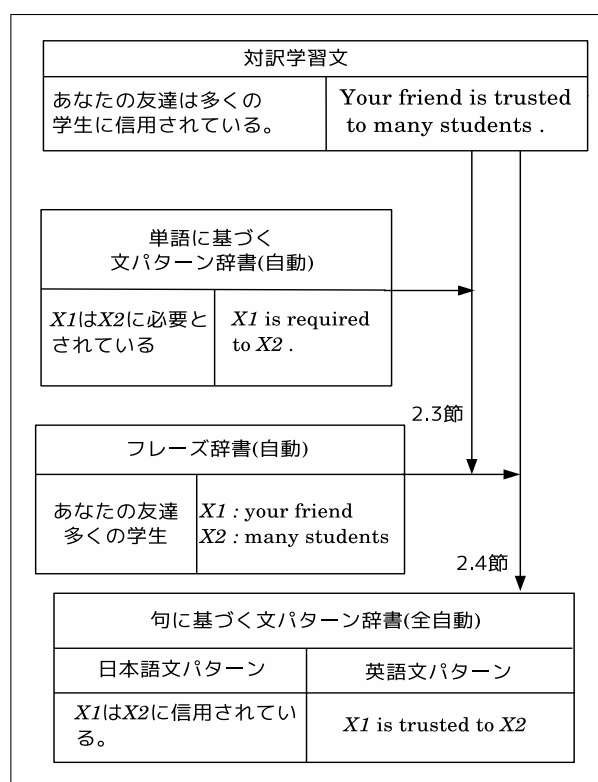 対訳学習文
あなたの友達は多くの
学生に信用されている。
Your friend is trusted
to many students .
単語に基づく
文パターン辞書(自動)
X1はX2に必要と
されている
X1 is required
to X2 .
2.3節
フレーズ辞書(自動)
あなたの友達
多くの学生
X1 : your friend
X2 : many students
2.4節
句に基づく文パターン辞書(全自動)
日本語文パターン
英語文パターン
X1はX2に信用されてい
る。
X1 is trusted to X2